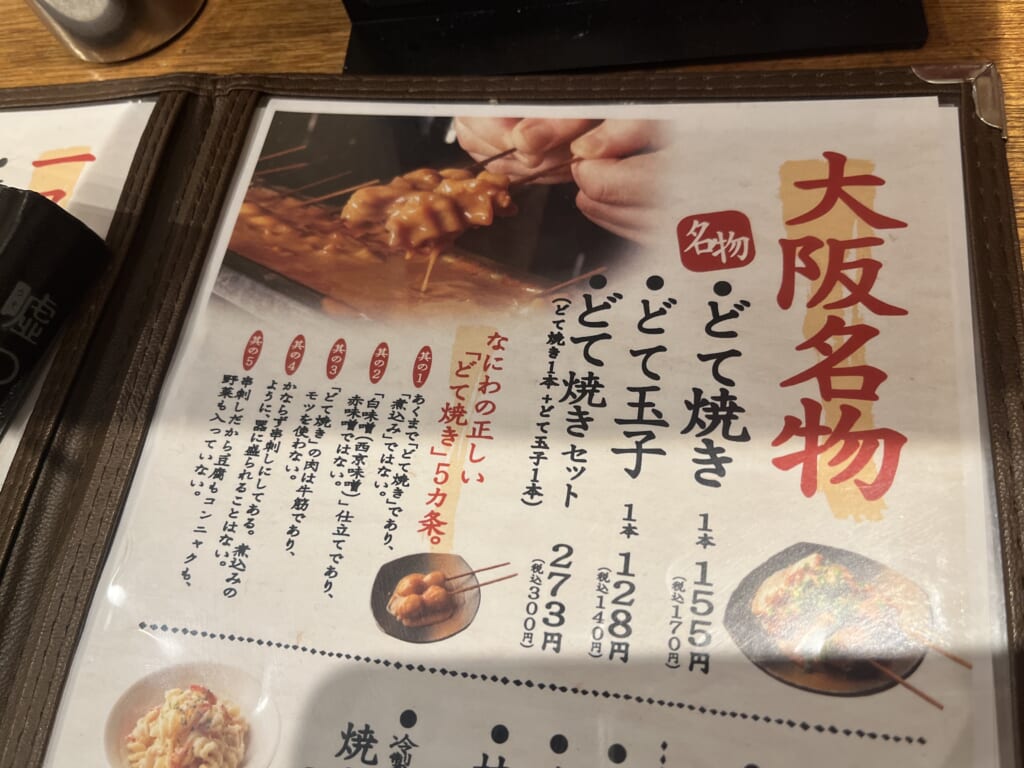 大阪名物
名物
●どて焼き 1本 155円
(税込170円)
●どて玉子 1本 128円
(税込140円)
●どて焼きセット 273円
(どて焼き1本+どて玉子1本) (税込300円)
なにわの正しい
「どて焼き」5カ条。
其の1 あくまで「どて焼き」であり、
「煮込み」ではない。
其の2 「白味噌(西京味噌)」仕立てであり、
赤味噌ではない。
其の3 「どて焼き」の肉は牛筋であり、
モツを使わない。
其の4 かならず串刺しにしてある。煮込みの
ように、器に盛られることはない。
其の5 串刺しだから豆腐もコンニャクも、
野菜も入っていない。
●冷製
焼